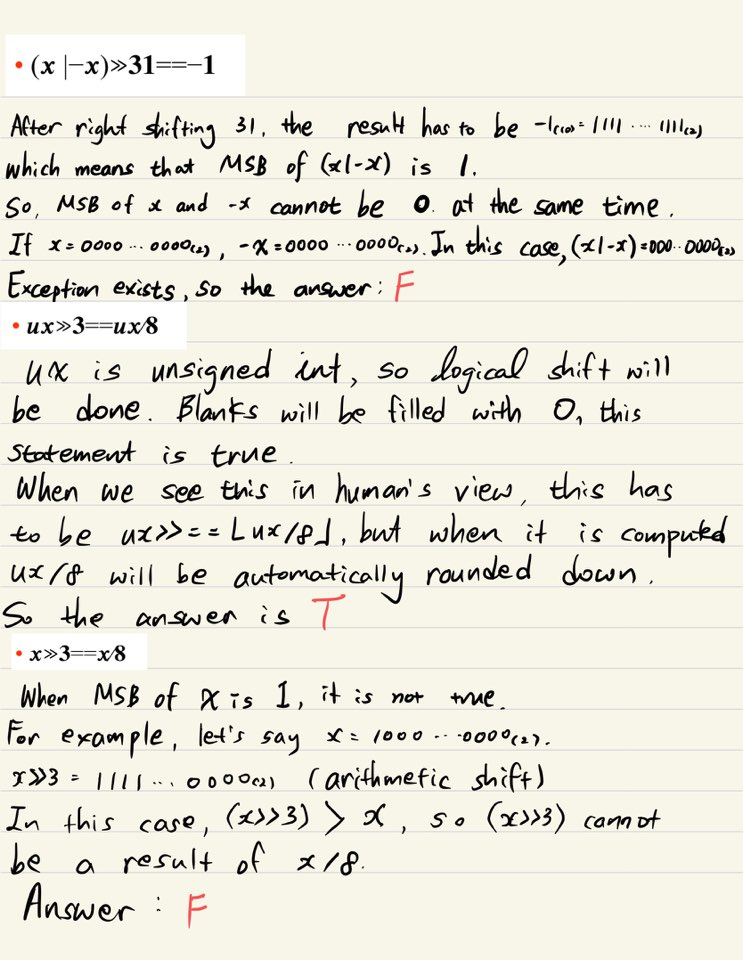 • (x |−x)≫31==−1
After right shifting 31, the result has to be -1(10)=1111 ··· 1111(2)
which means that MSB of (x|-x) is 1.
So, MSB of x and -x cannot be 0 at the same time.
If x=0000 ··· 0000(2), -x=0000 ··· 0000(2). In this case, (x|-x)=000··0000(2)
Exception exists, so the answer: F
• ux≫3==ux/8
ux is unsigned int, so logical shift will
be done. Blanks will be filled with 0, this
statement is true.
When we see this in human's view, this has
to be ux>>==⌊ux/8⌋, but when it is computed
ux/8 will be automatically rounded down.
So the answer is T
• x≫3==x/8
When MSB of x is 1, it is not true.
For example, let's say x = 1000 ··· 0000(2).
x>>3 = 1111 ··· 0000(2) (arithmetic shift)
In this case, (x>>3) > x, so (x>>3) cannot
be a result of x/8.
Answer : F